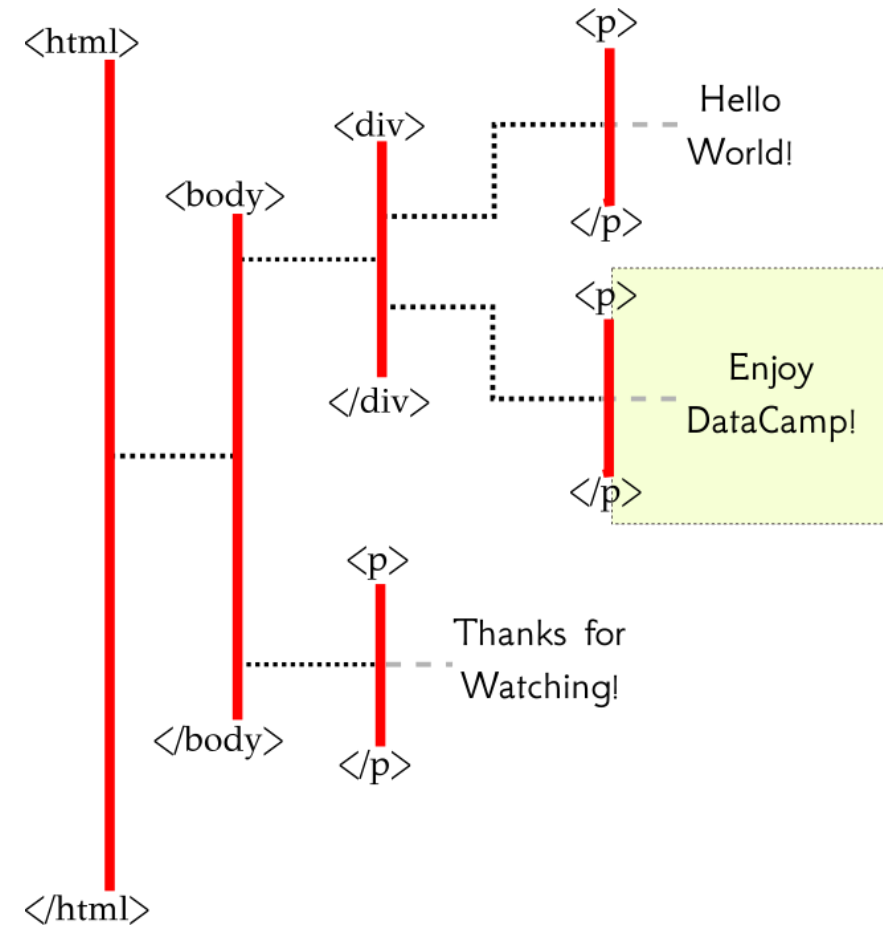 <html>
<body>
<div>
<p>
Hello
World!
</p>
<p>
Enjoy
DataCamp!
</p>
</div>
<p>
Thanks for
Watching!
</p>
</body>
</html>